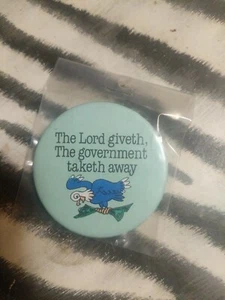 The Lord giveth,
The government
taketh away